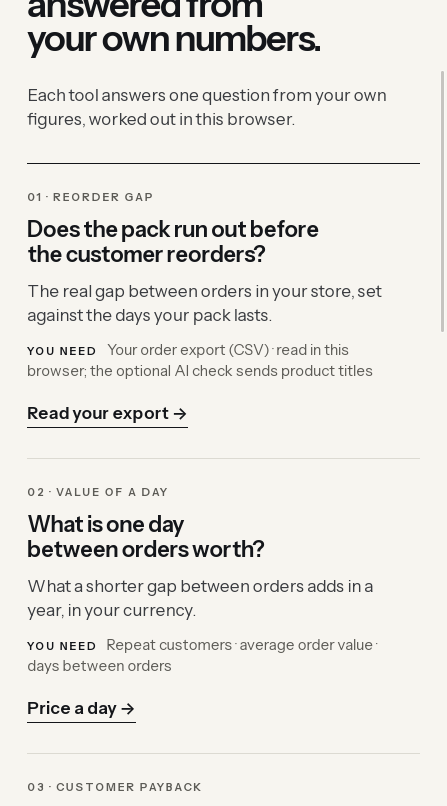 answered from
your own numbers.
Each tool answers one question from your own
figures, worked out in this browser.
01 · REORDER GAP
Does the pack run out before
the customer reorders?
The real gap between orders in your store, set
against the days your pack lasts.
YOU NEED Your order export (CSV) · read in this
browser; the optional AI check sends product titles
Read your export →
02 · VALUE OF A DAY
What is one day
between orders worth?
What a shorter gap between orders adds in a
year, in your currency.
YOU NEED Repeat customers · average order value ·
days between orders
Price a day →
03 · CUSTOMER PAYBACK